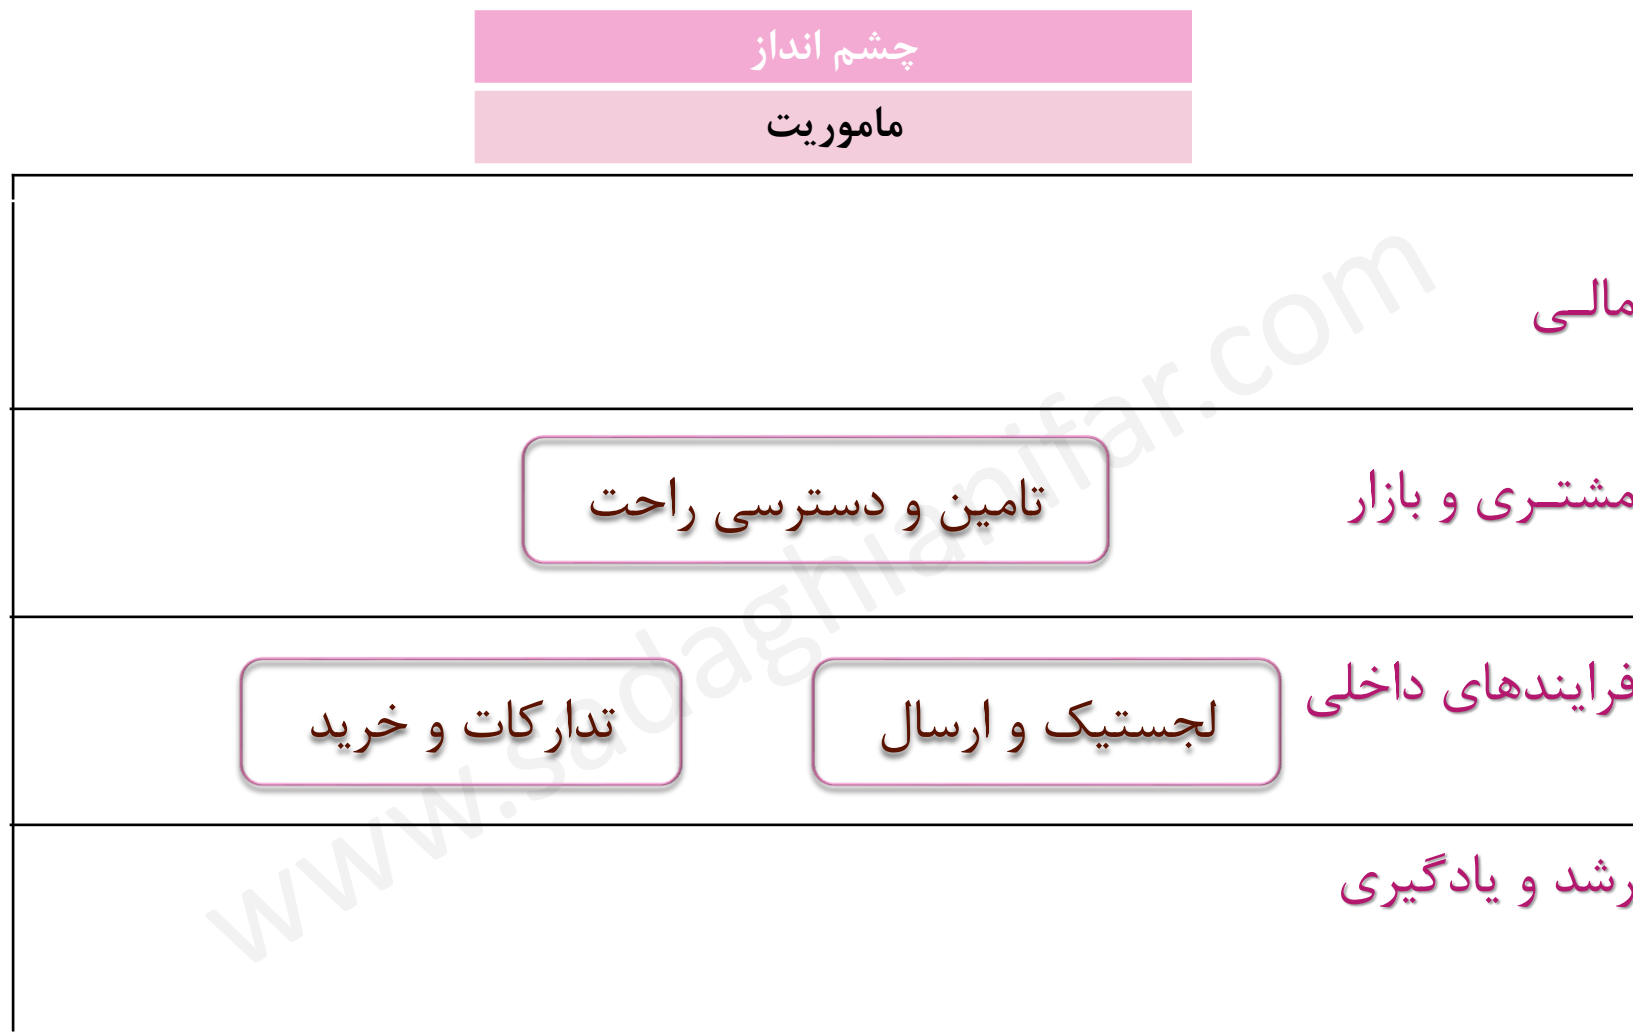 چشم انداز
ماموریت
مالـی
مشتـری و بازار
تامین و دسترسی راحت
فرایندهای داخلی
لجستیک و ارسال
تدارکات و خرید
رشد و یادگیری
www.sadaghianifar.com